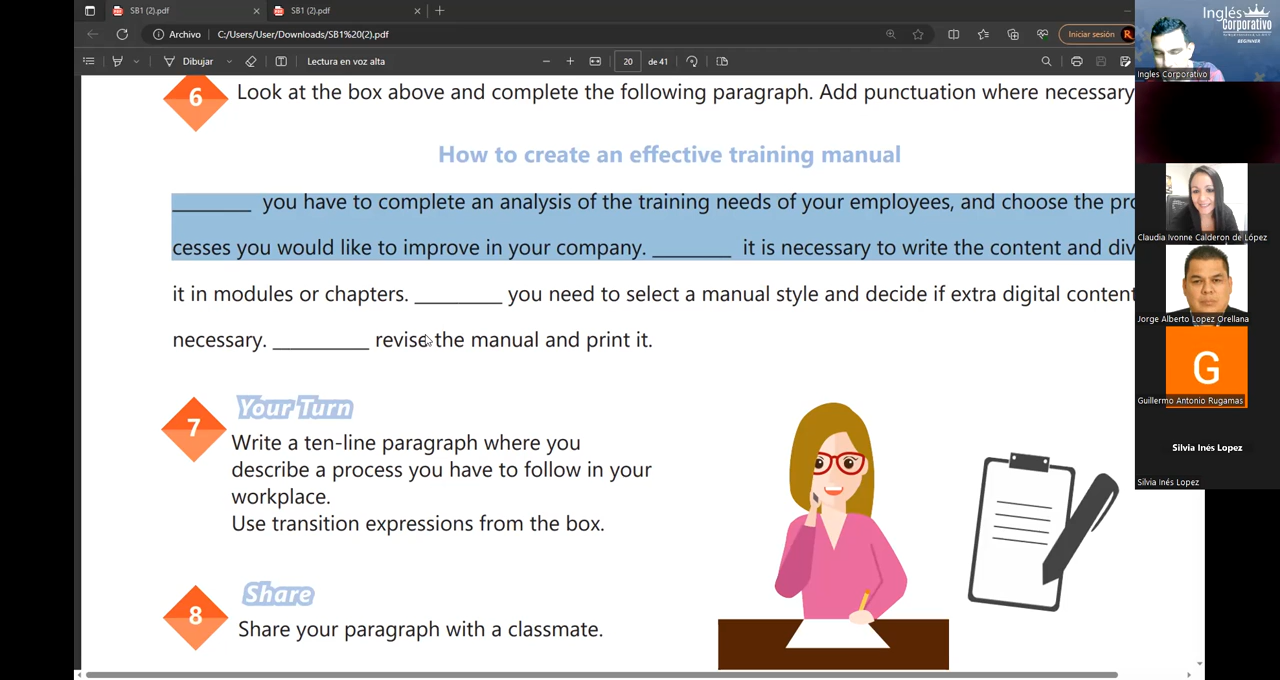 SB1 (2).pdf
SB1 (2).pdf
Archivo
C:/Users/User/Downloads/SB1%20(2).pdf
Iniciar sesión
R
Dibujar
Lectura en voz alta
20
de 41
6
Look at the box above and complete the following paragraph. Add punctuation where necessary
How to create an effective training manual
________ you have to complete an analysis of the training needs of your employees, and choose the pro
cesses you would like to improve in your company. ________ it is necessary to write the content and div
it in modules or chapters. _________ you need to select a manual style and decide if extra digital content
necessary. __________ revise the manual and print it.
7
Your Turn
Write a ten-line paragraph where you
describe a process you have to follow in your
workplace.
Use transition expressions from the box.
8
Share
Share your paragraph with a classmate.
Inglés
Corporativo
BEGINNER
Ingles Corporativo
Claudia Ivonne Calderon de López
Jorge Alberto Lopez Orellana
G
Guillermo Antonio Rugamas
Silvia Inés Lopez
Silvia Inés Lopez